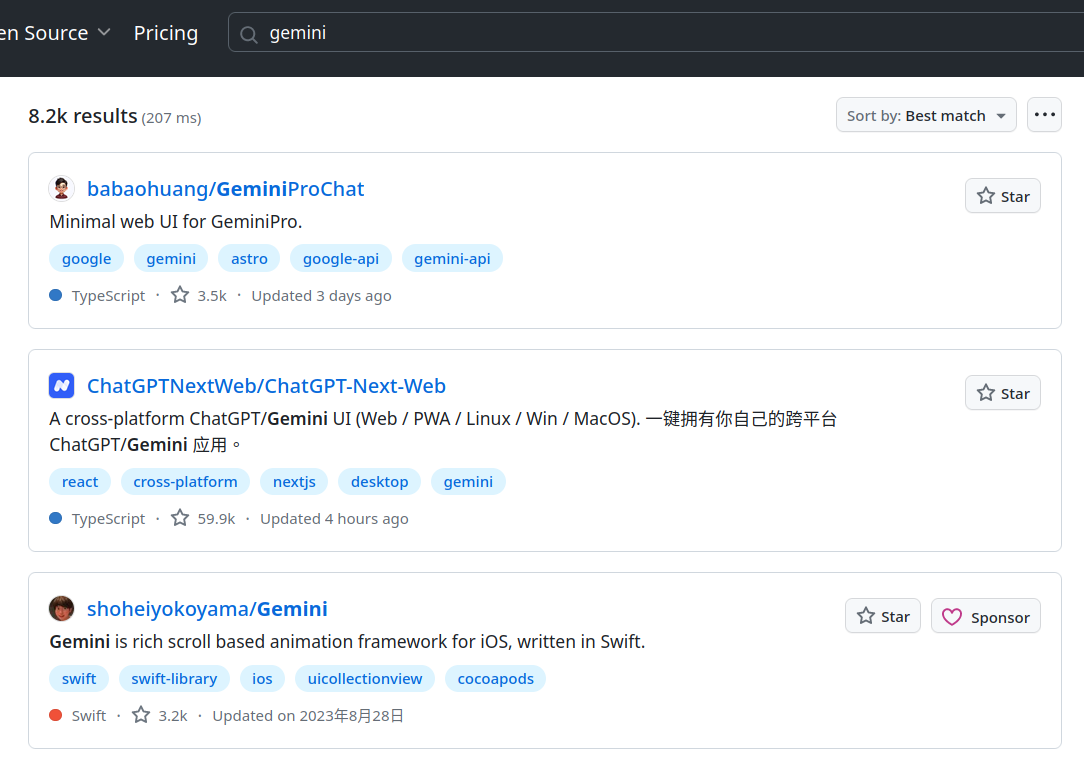 en Source Pricing gemini
8.2k results (207 ms) Sort by: Best match
babaohuang/GeminiProChat Star
Minimal web UI for GeminiPro.
google gemini astro google-api gemini-api
TypeScript · 3.5k · Updated 3 days ago
ChatGPTNextWeb/ChatGPT-Next-Web Star
A cross-platform ChatGPT/Gemini UI (Web / PWA / Linux / Win / MacOS). 一键拥有你自己的跨平台
ChatGPT/Gemini 应用。
react cross-platform nextjs desktop gemini
TypeScript · 59.9k · Updated 4 hours ago
shoheiyokoyama/Gemini Star Sponsor
Gemini is rich scroll based animation framework for iOS, written in Swift.
swift swift-library ios uicollectionview cocoapods
Swift · 3.2k · Updated on 2023年8月28日